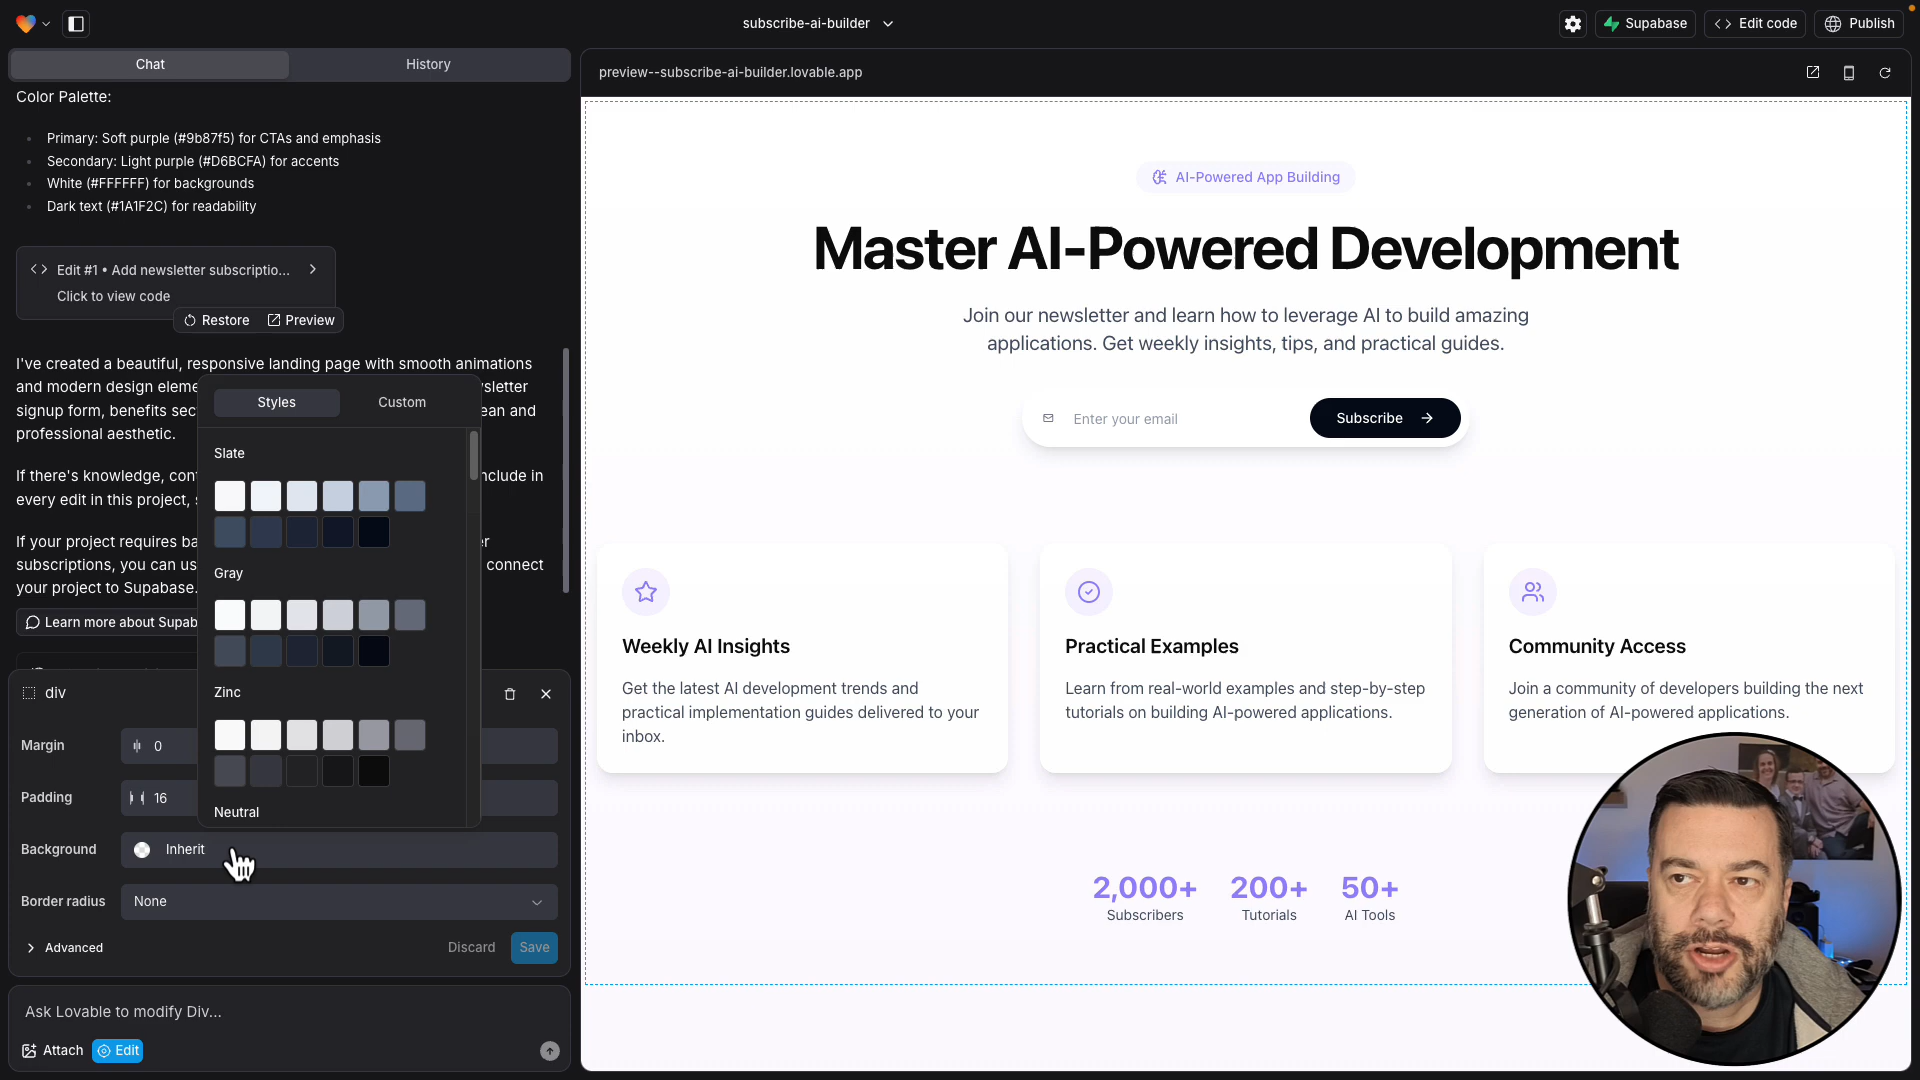 subscribe-ai-builder
Supabase
Edit code
Publish
Chat
History
preview--subscribe-ai-builder.lovable.app
Color Palette:
Primary: Soft purple (#9b87f5) for CTAs and emphasis
Secondary: Light purple (#D6BCFA) for accents
White (#FFFFFF) for backgrounds
Dark text (#1A1F2C) for readability
Edit #1 • Add newsletter subscriptio...
Click to view code
Restore
Preview
I've created a beautiful, responsive landing page with smooth animations
and modern design eleme
signup form, benefits sec
ean and
professional aesthetic.
If there's knowledge,
nclude in
every edit in this project,
If your project requires
subscriptions, you can
connect
your project to Supabase.
Learn more about Supab
Styles
Custom
Slate
Gray
Zinc
Neutral
div
Margin
0
Padding
16
Background
Inherit
Border radius
None
Advanced
Discard
Save
Ask Lovable to modify Div...
Attach
Edit
AI-Powered App Building
Master AI-Powered Development
Join our newsletter and learn how to leverage AI to build amazing
applications. Get weekly insights, tips, and practical guides.
Enter your email
Subscribe
Weekly AI Insights
Get the latest AI development trends and
practical implementation guides delivered to your
inbox.
Practical Examples
Learn from real-world examples and step-by-step
tutorials on building AI-powered applications.
Community Access
Join a community of developers building the next
generation of AI-powered applications.
2,000+
Subscribers
200+
Tutorials
50+
AI Tools